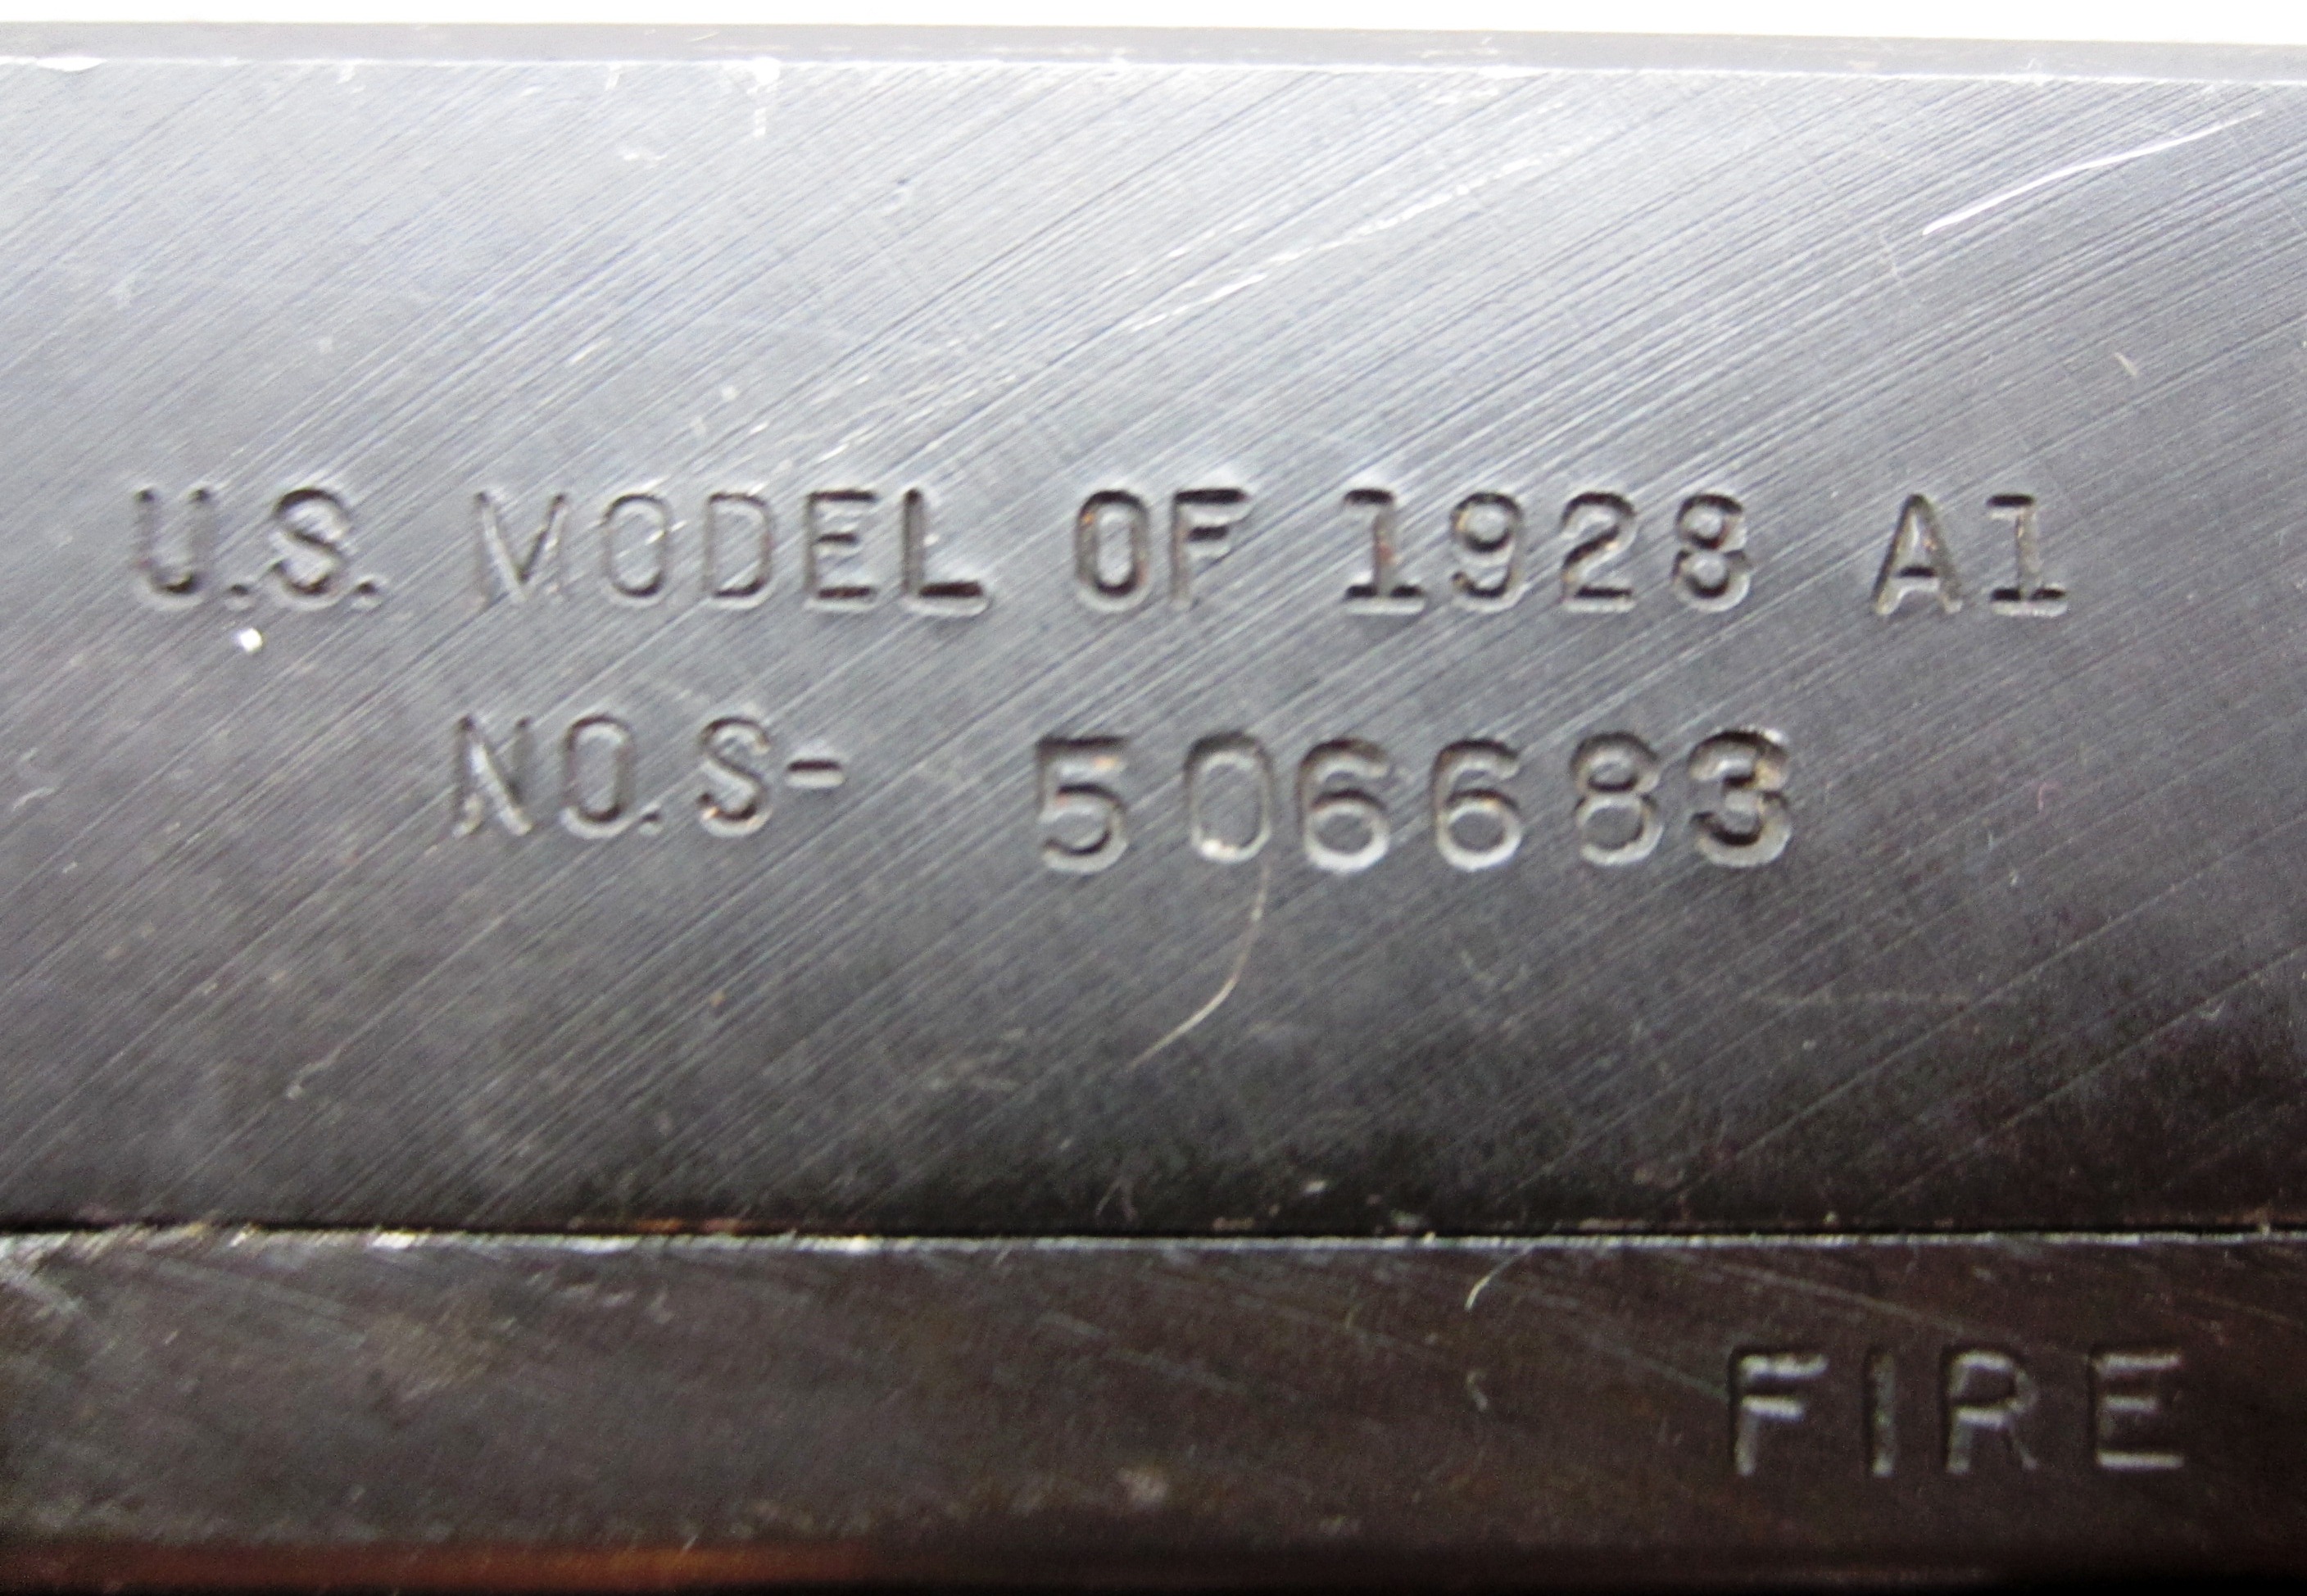 U.S. MODEL OF 1928 A1
NO.S- 506683
FIRE